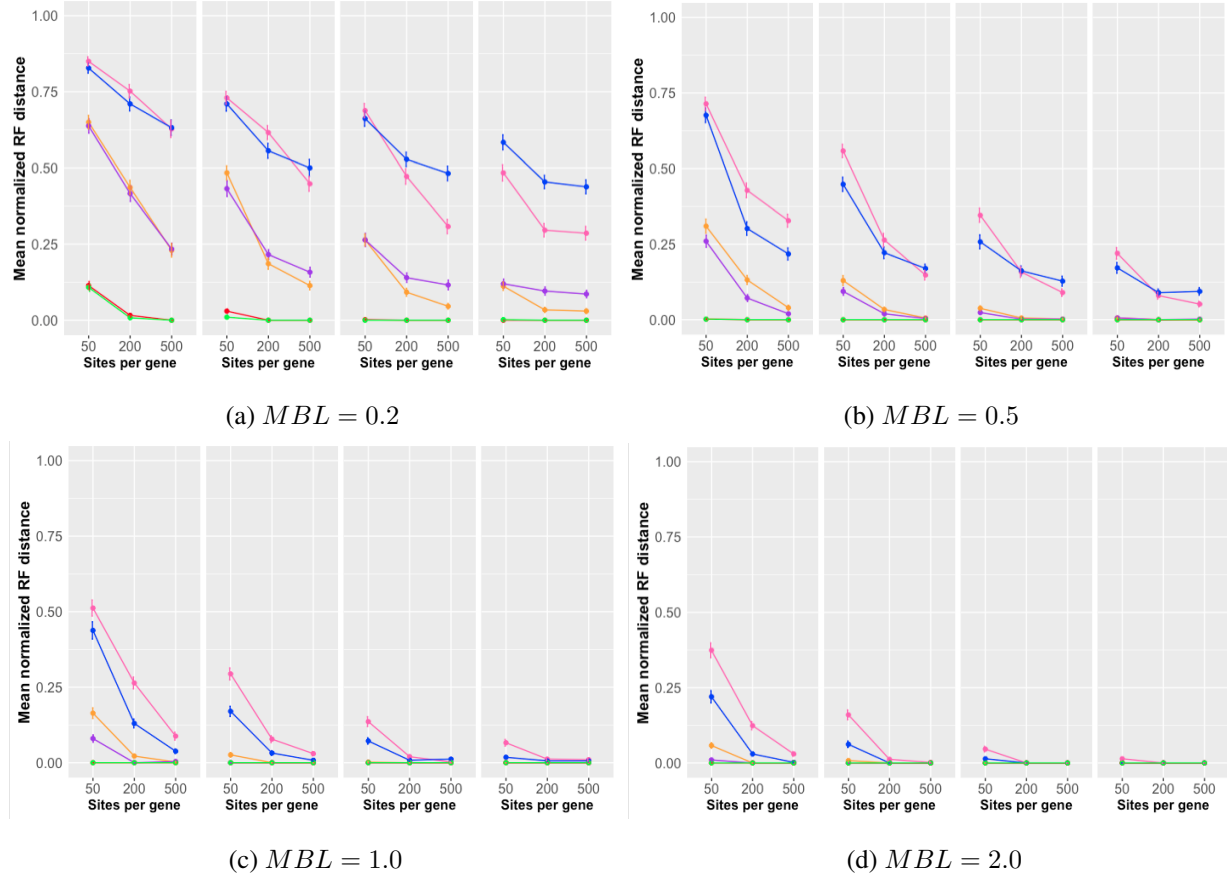 Mean normalized RF distance
1.00
0.75
0.50
0.25
0.00
50 200 500 50 200 500 50 200 500 50 200 500
Sites per gene Sites per gene Sites per gene Sites per gene
(a) MBL = 0.2
Mean normalized RF distance
1.00
0.75
0.50
0.25
0.00
50 200 500 50 200 500 50 200 500 50 200 500
Sites per gene Sites per gene Sites per gene Sites per gene
(b) MBL = 0.5
Mean normalized RF distance
1.00
0.75
0.50
0.25
0.00
50 200 500 50 200 500 50 200 500 50 200 500
Sites per gene Sites per gene Sites per gene Sites per gene
(c) MBL = 1.0
Mean normalized RF distance
1.00
0.75
0.50
0.25
0.00
50 200 500 50 200 500 50 200 500 50 200 500
Sites per gene Sites per gene Sites per gene Sites per gene
(d) MBL = 2.0